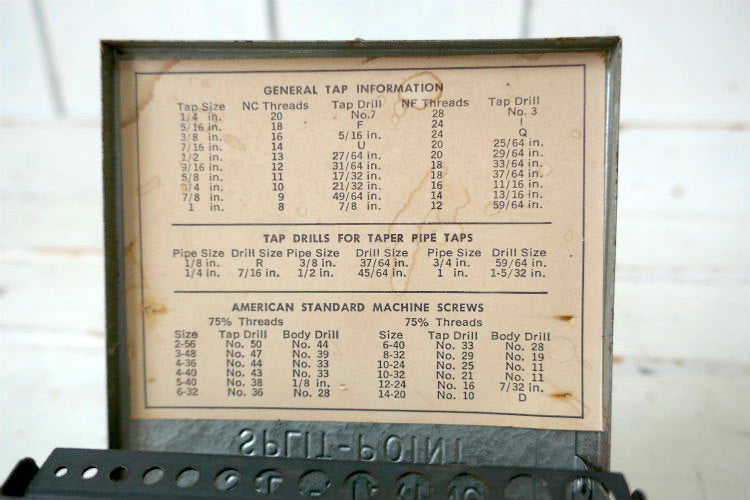 GENERAL TAP INFORMATION
Tap Size NC Threads Tap Drill NF Threads Tap Drill
1/4 in. 20 No.7 28 No. 3
5/16 in. 18 F 24 I
3/8 in. 16 5/16 in. 24 Q
7/16 in. 14 U 20 25/64 in.
1/2 in. 13 27/64 in. 20 29/64 in.
9/16 in. 12 31/64 in. 18 33/64 in.
5/8 in. 11 17/32 in. 18 37/64 in.
3/4 in. 10 21/32 in. 16 11/16 in.
7/8 in. 9 49/64 in. 14 13/16 in.
1 in. 8 7/8 in. 12 59/64 in.
TAP DRILLS FOR TAPER PIPE TAPS
Pipe Size Drill Size Pipe Sizes Drill Size Pipe Size Drill Size
1/8 in. R 3/8 in. 37/64 in. 3/4 in. 59/64 in.
1/4 in. 7/16 in. 1/2 in. 45/64 in. 1 in. 1-5/32 in.
AMERICAN STANDARD MACHINE SCREWS
75% Threads 75% Threads
Size Tap Drill Body Drill Size Tap Drill Body Drill
2-56 No. 50 No. 44 6-40 No. 33 No. 28
3-48 No. 47 No. 39 8-32 No. 29 No. 19
4-36 No. 44 No. 33 10-24 No. 25 No. 11
4-40 No. 43 No. 33 10-32 No. 21 No. 11
5-40 No. 38 1/8 in. 12-24 No. 16 7/32 in.
6-32 No. 36 No. 28 14-20 No. 10 D
SPLIT-POINT